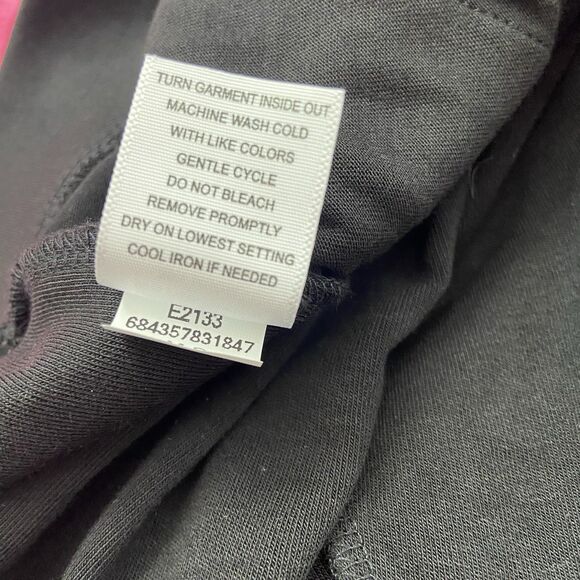 TURN GARMENT INSIDE OUT
MACHINE WASH COLD
WITH LIKE COLORS
GENTLE CYCLE
DO NOT BLEACH
REMOVE PROMPTLY
DRY ON LOWEST SETTING
COOL IRON IF NEEDED
E2133
684357831847